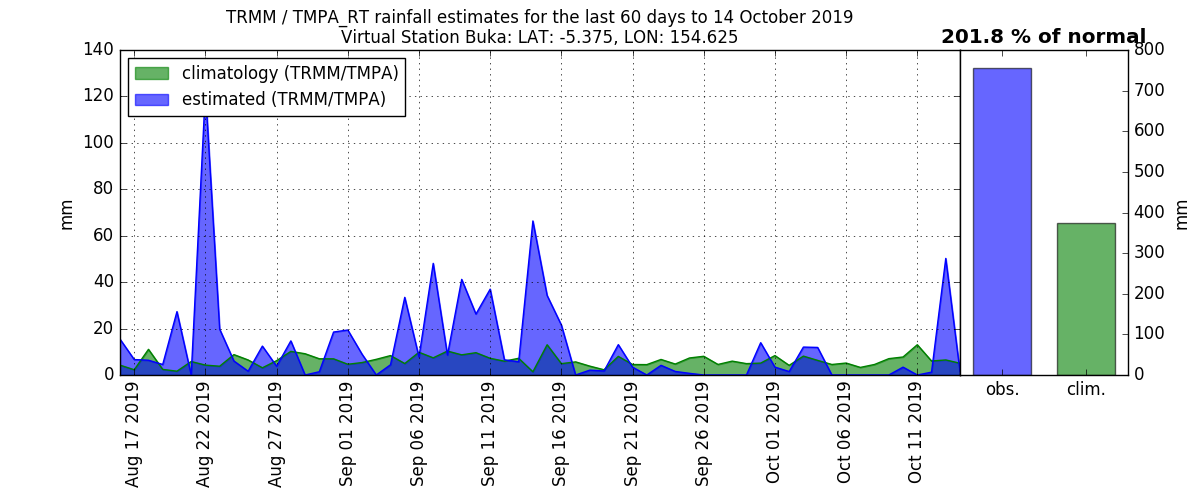 TRMM / TMPA_RT rainfall estimates for the last 60 days to 14 October 2019
Virtual Station Buka: LAT: -5.375, LON: 154.625
201.8 % of normal
climatology (TRMM/TMPA)
estimated (TRMM/TMPA)
140
120
100
80
60
40
20
0
mm
Aug 17 2019
Aug 22 2019
Aug 27 2019
Sep 01 2019
Sep 06 2019
Sep 11 2019
Sep 16 2019
Sep 21 2019
Sep 26 2019
Oct 01 2019
Oct 06 2019
Oct 11 2019
obs.
clim.
800
700
600
500
400
300
200
100
0
mm